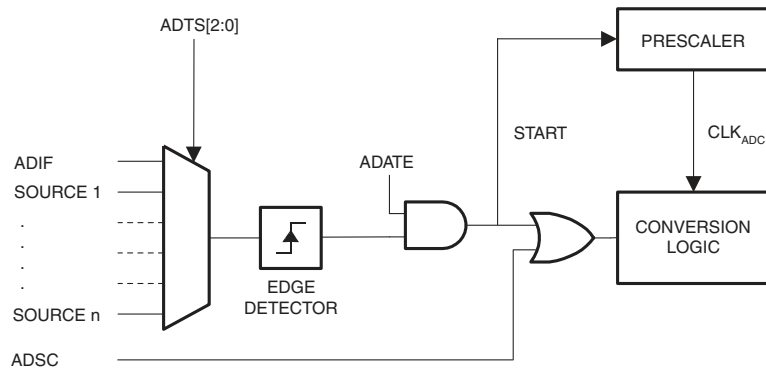 ADTS[2:0]
PRESCALER
START
CLKADC
ADIF
SOURCE 1
.
.
.
.
SOURCE n
ADSC
ADATE
EDGE
DETECTOR
CONVERSION
LOGIC